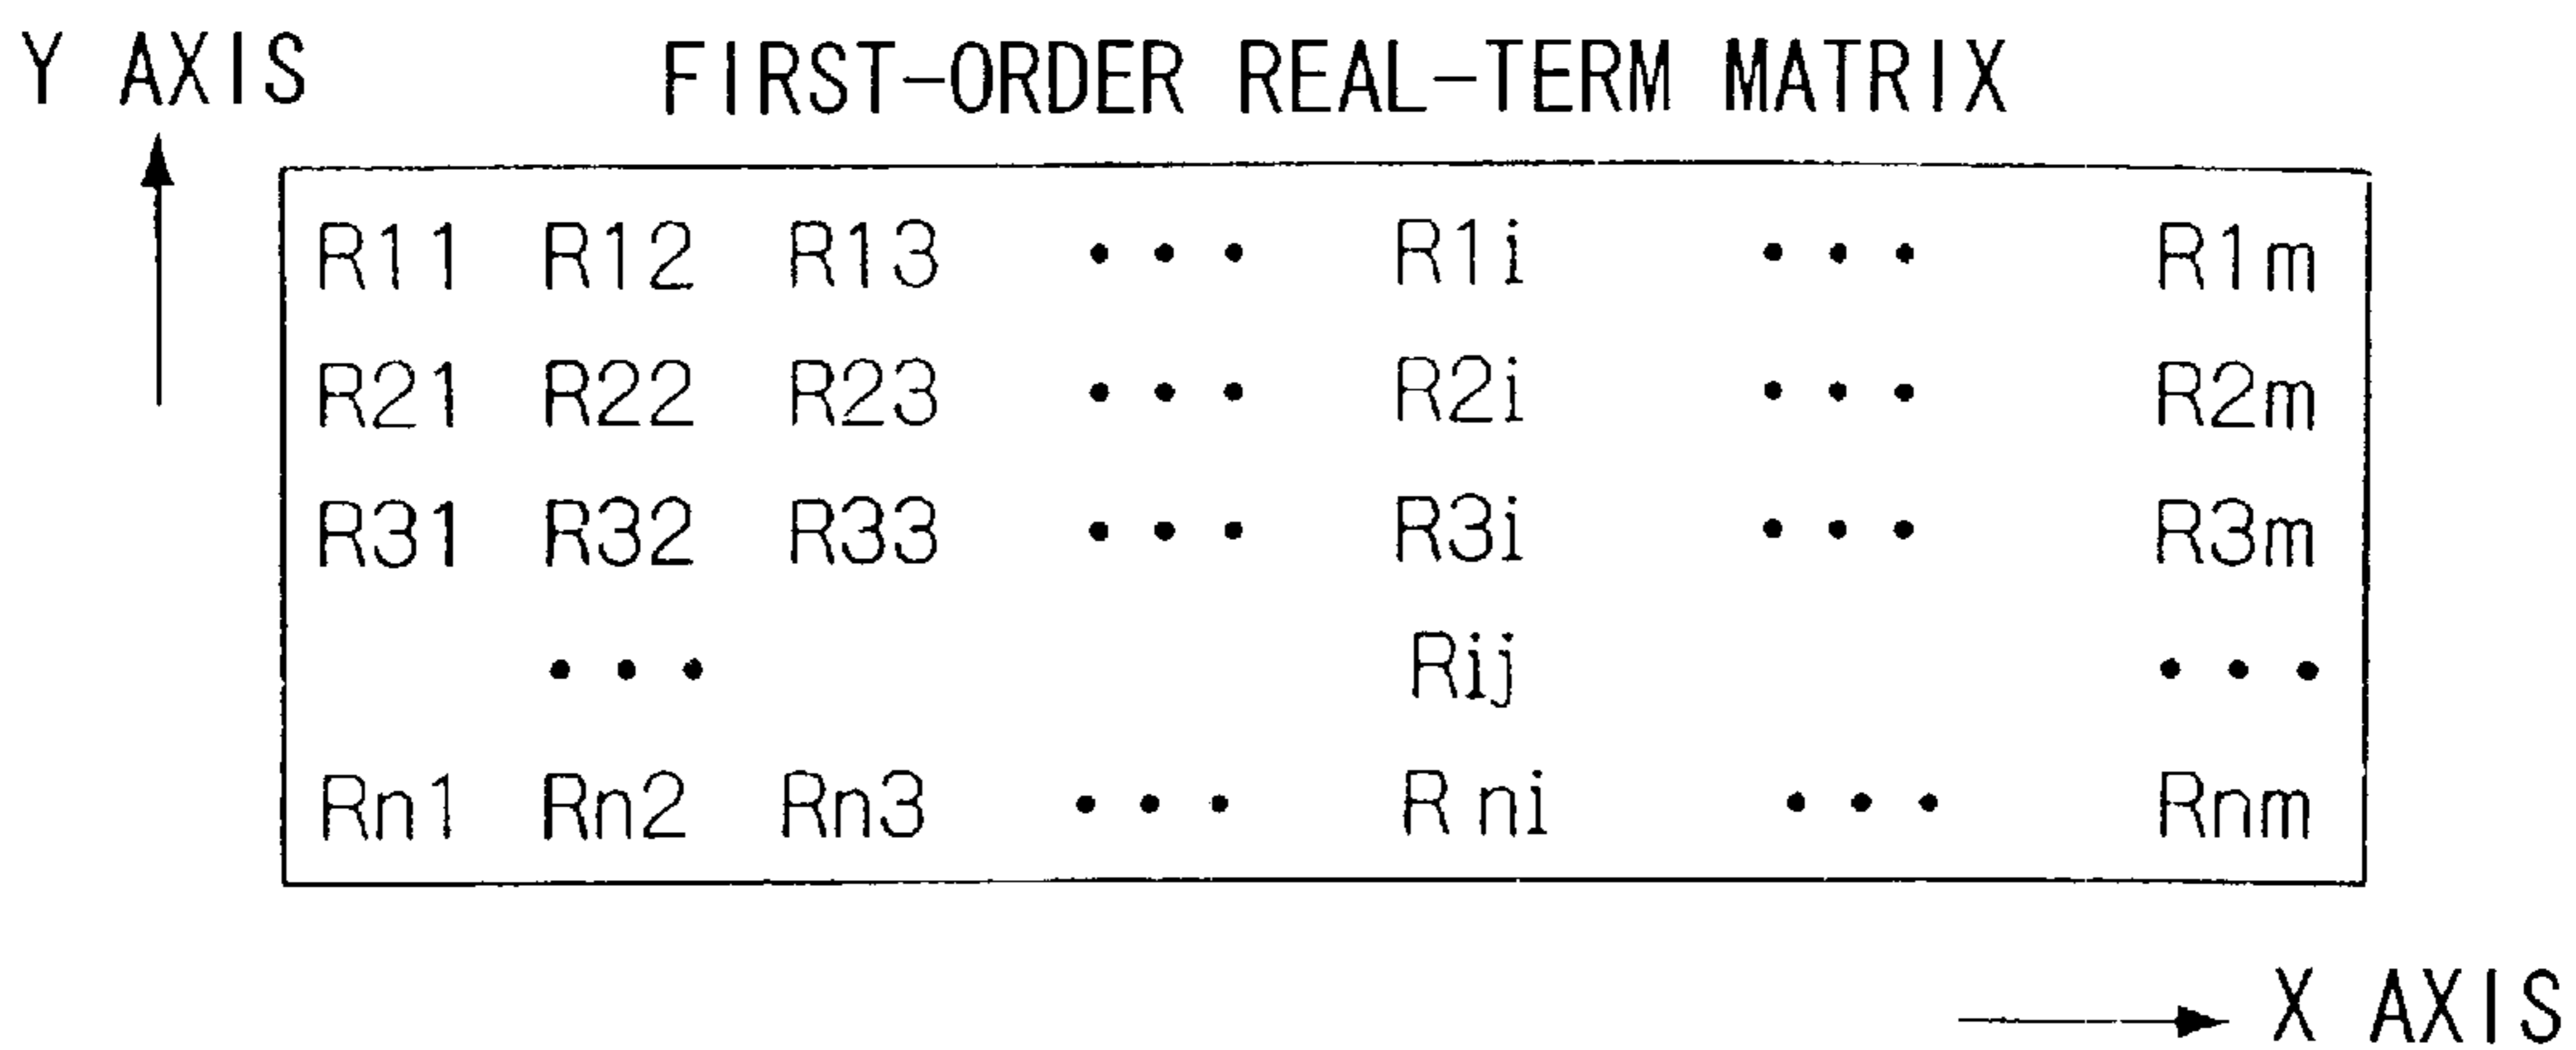 Y AXIS
FIRST-ORDER REAL-TERM MATRIX
R11 R12 R13 • • • R1i • • • R1m
R21 R22 R23 • • • R2i • • • R2m
R31 R32 R33 • • • R3i • • • R3m
• • • Rij • • •
Rn1 Rn2 Rn3 • • • R ni • • • Rnm
X AXIS